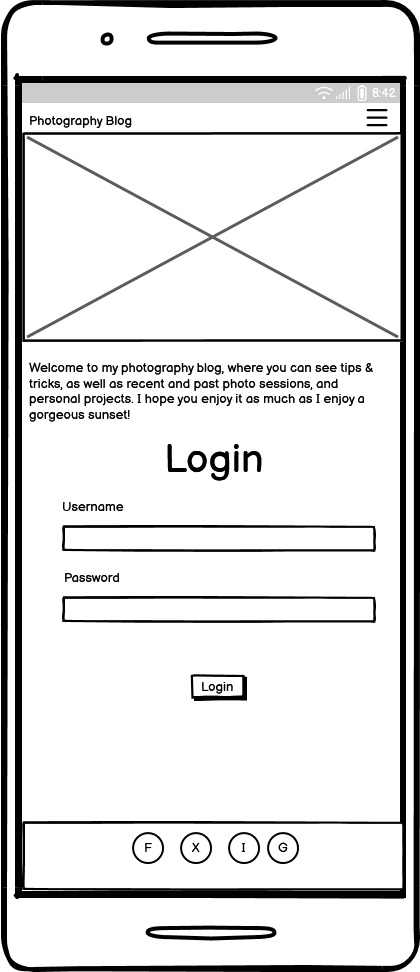 8:42
Photography Blog
Welcome to my photography blog, where you can see tips &
tricks, as well as recent and past photo sessions, and
personal projects. I hope you enjoy it as much as I enjoy a
gorgeous sunset!
Login
Username
Password
Login
F X I G